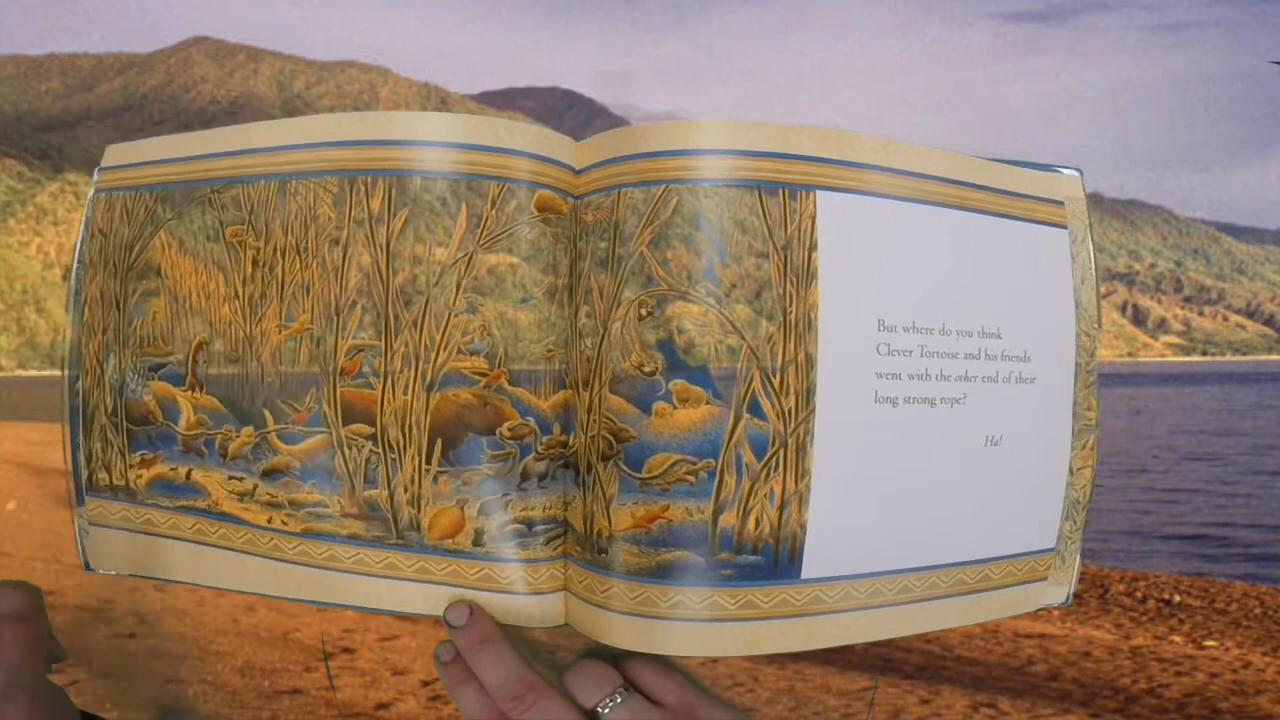 But where do you think
Clever Tortoise and his friends
went with the other end of their
long strong rope?
Ha!